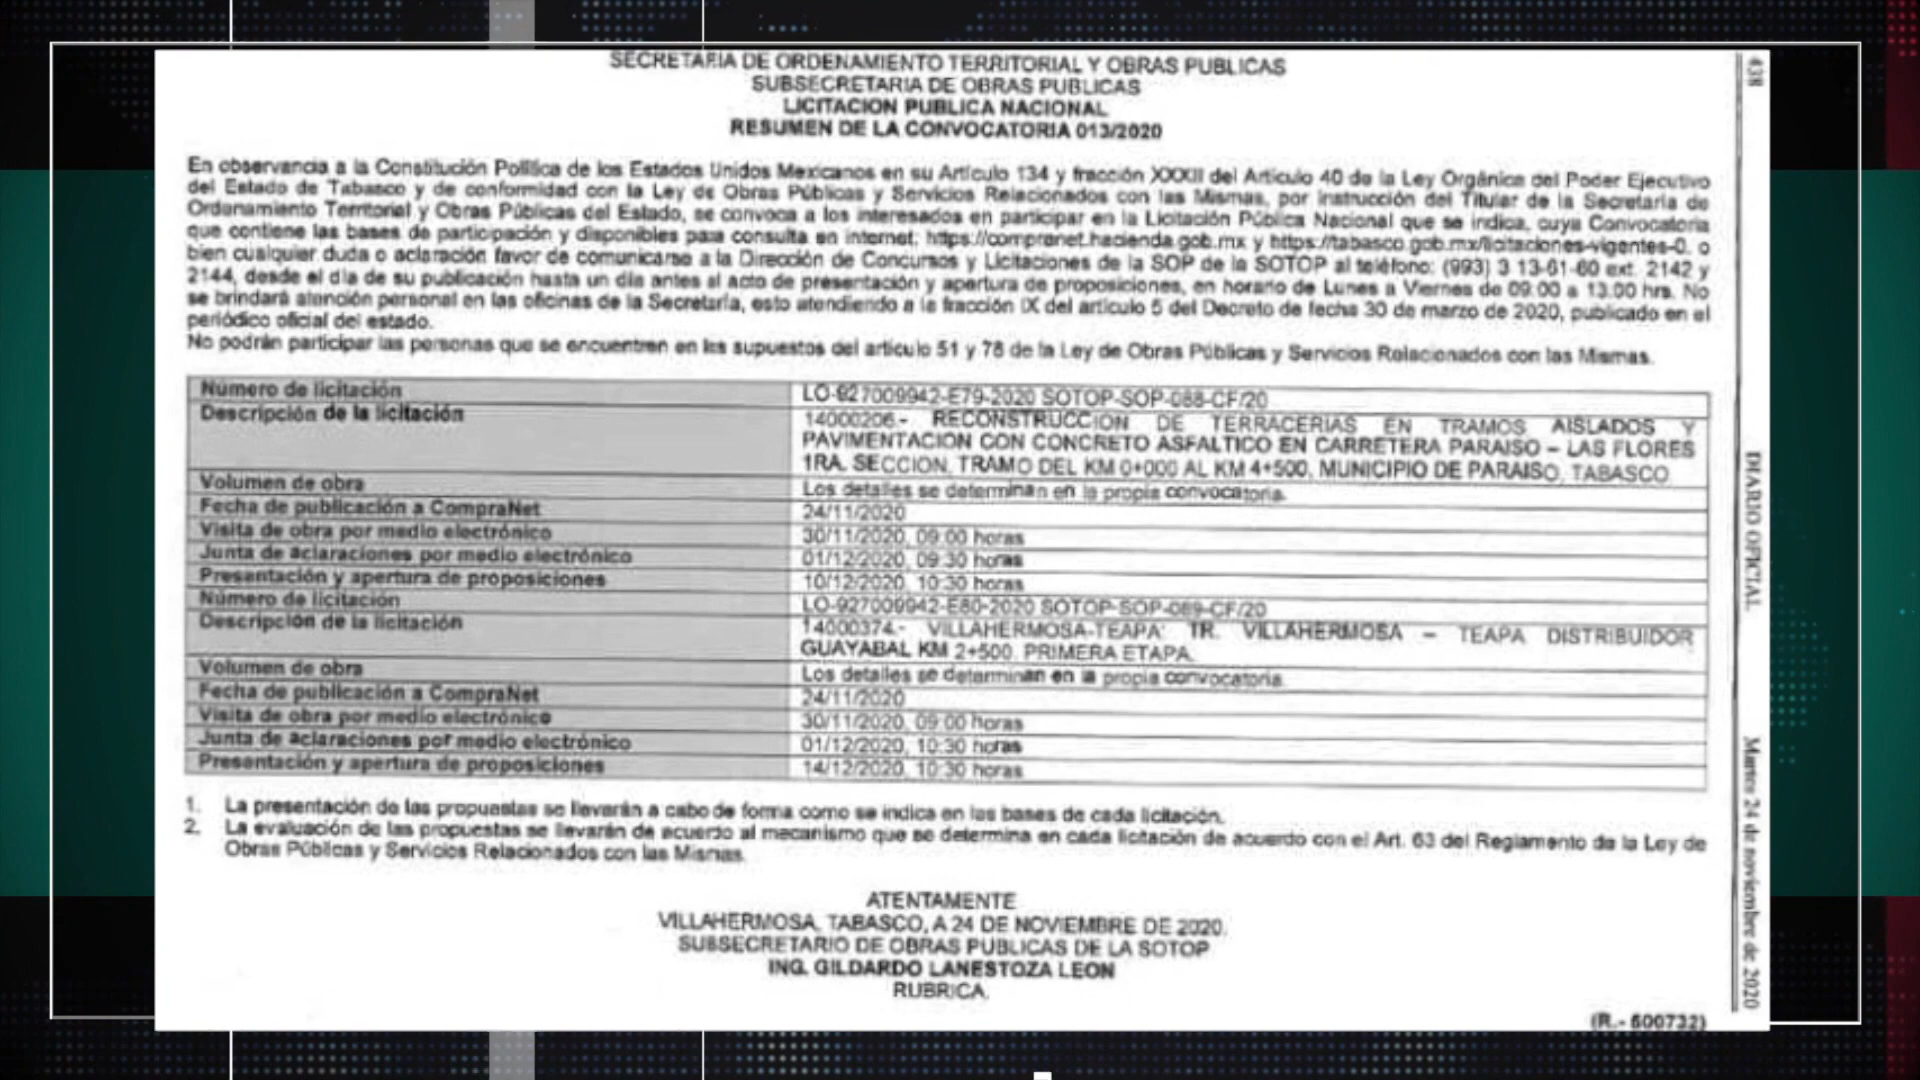 SECRETARIA DE ORDENAMIENTO TERRITORIAL Y OBRAS PUBLICAS
SUBSECRETARIA DE OBRAS PUBLICAS
LICITACION PUBLICA NACIONAL
RESUMEN DE LA CONVOCATORIA 013/2020
En observancia a la Constitución Política de los Estados Unidos Mexicanos en su Artículo 134 y fracción XXXII del Artículo 40 de la Ley Orgánica del Poder Ejecutivo
del Estado de Tabasco y de conformidad con la Ley de Obras Públicas y Servicios Relacionados con las Mismas, por instrucción del Titular de la Secretaría de
Ordenamiento Territorial y Obras Públicas del Estado, se convoca a los interesados en participar en la Licitación Pública Nacional que se indica, cuya Convocatoria
que contiene las bases de participación y disponibles para consulta en internet: https://compranet.hacienda.gob.mx y https://tabasco.gob.mx/licitaciones-vigentes-0. o
bien cualquier duda o aclaración favor de comunicarse a la Dirección de Concursos y Licitaciones de la SOP de la SOTOP al teléfono: (993) 3 13-61-60 ext. 2142 y
2144, desde el día de su publicación hasta un día antes al acto de presentación y apertura de proposiciones, en horario de Lunes a Viernes de 09:00 a 13:00 hrs. No
se brindará atención personal en las oficinas de la Secretaría, esto atendiendo a la fracción IX del artículo 5 del Decreto de fecha 30 de marzo de 2020, publicado en el
periódico oficial del estado.
No podrán participar las personas que se encuentren en los supuestos del artículo 51 y 78 de la Ley de Obras Públicas y Servicios Relacionados con las Mismas.
Número de licitación LO-927009942-E79-2020 SOTOP-SOP-088-CF/20
Descripción de la licitación 14000206.- RECONSTRUCCION DE TERRACERIAS EN TRAMOS AISLADOS Y
PAVIMENTACION CON CONCRETO ASFALTICO EN CARRETERA PARAISO – LAS FLORES
1RA. SECCION, TRAMO DEL KM 0+000 AL KM 4+500, MUNICIPIO DE PARAISO, TABASCO
Volumen de obra Los detalles se determinan en la propia convocatoria.
Fecha de publicación a CompraNet 24/11/2020
Visita de obra por medio electrónico 30/11/2020, 09:00 horas
Junta de aclaraciones por medio electrónico 01/12/2020, 09:30 horas
Presentación y apertura de proposiciones 10/12/2020, 10:30 horas
Número de licitación LO-927009942-E80-2020 SOTOP-SOP-089-CF/20
Descripción de la licitación 14000374.- VILLAHERMOSA-TEAPA: TR. VILLAHERMOSA – TEAPA DISTRIBUIDOR
GUAYABAL KM 2+500. PRIMERA ETAPA.
Volumen de obra Los detalles se determinan en la propia convocatoria.
Fecha de publicación a CompraNet 24/11/2020
Visita de obra por medio electrónico 30/11/2020, 09:00 horas
Junta de aclaraciones por medio electrónico 01/12/2020, 10:30 horas
Presentación y apertura de proposiciones 14/12/2020, 10:30 horas
1. La presentación de las propuestas se llevarán a cabo de forma como se indica en las bases de cada licitación.
2. La evaluación de las propuestas se llevarán de acuerdo al mecanismo que se determina en cada licitación de acuerdo con el Art. 63 del Reglamento de la Ley de
Obras Públicas y Servicios Relacionados con las Mismas.
ATENTAMENTE
VILLAHERMOSA, TABASCO, A 24 DE NOVIEMBRE DE 2020.
SUBSECRETARIO DE OBRAS PUBLICAS DE LA SOTOP
ING. GILDARDO LANESTOZA LEON
RUBRICA.
(R.- 500732)
438
DIARIO OFICIAL
Martes 24 de noviembre de 2020